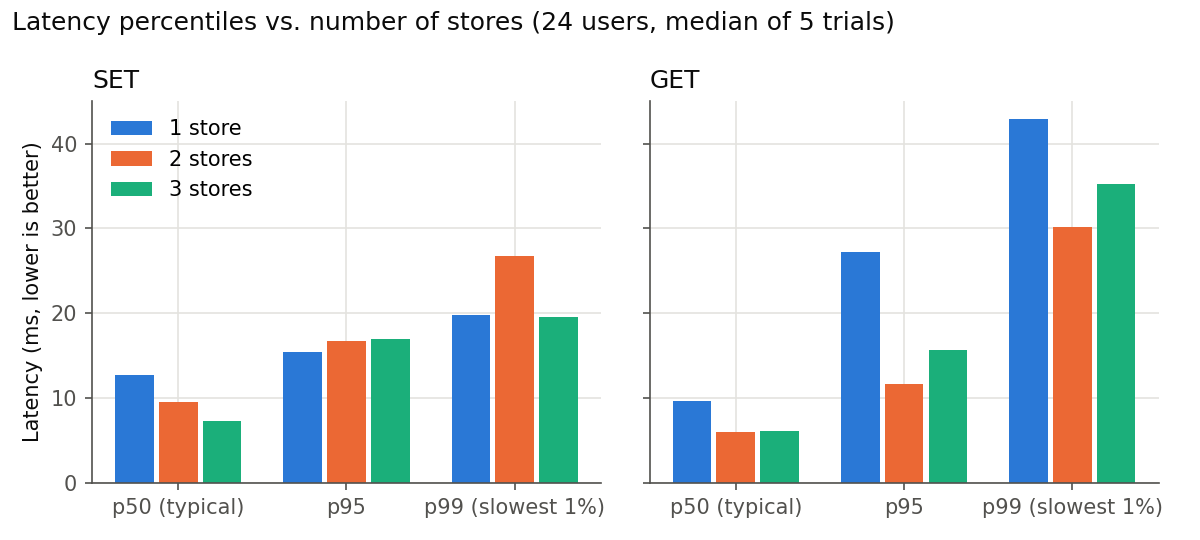 Latency percentiles vs. number of stores (24 users, median of 5 trials)
SET
GET
1 store
2 stores
3 stores
Latency (ms, lower is better)
40
30
20
10
0
p50 (typical)
p95
p99 (slowest 1%)
p50 (typical)
p95
p99 (slowest 1%)